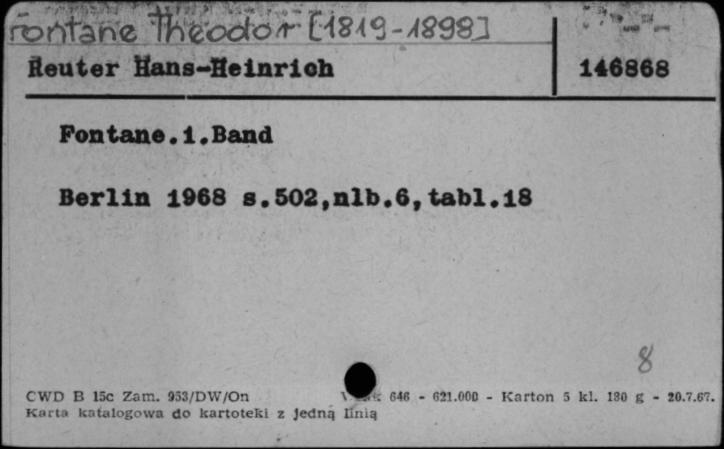 Fontane Theodor [1819-1898]
Reuter Hans-Heinrich 146868
Fontane.1.Band
Berlin 1968 s.502,nlb.6,tabl.18
8
CWD B 15c Zam. 953/DW/On 646 - 621.000 - Karton 5 kl. 180 g - 20.7.67.
Karta katalogowa do kartoteki z jedną linią